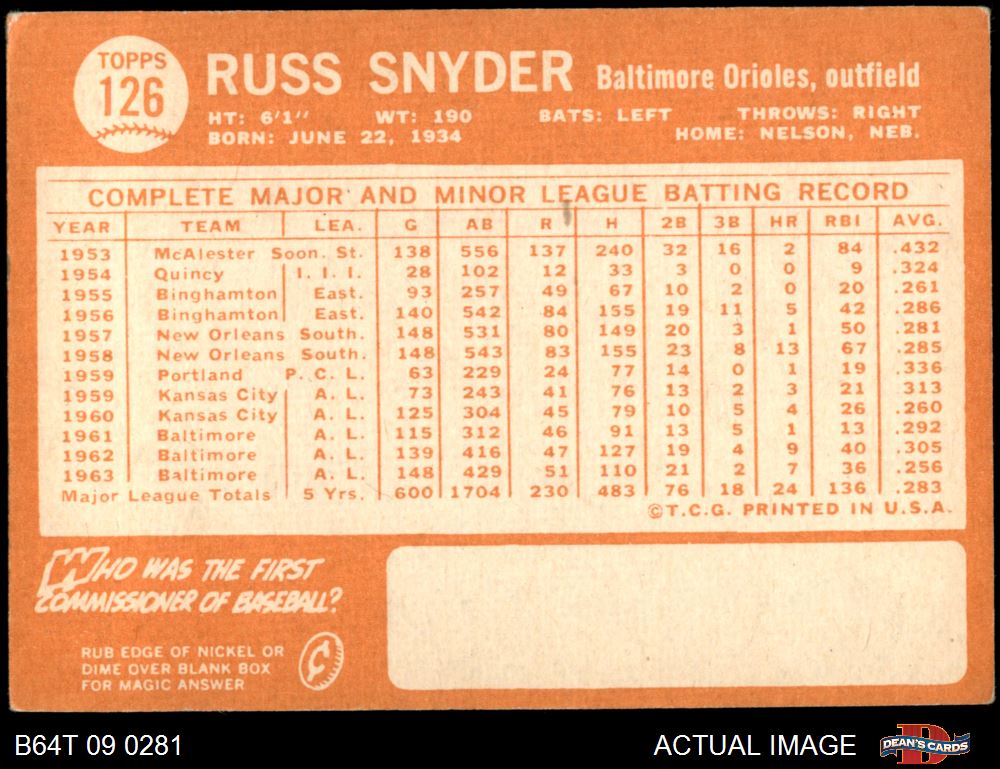 TOPPS
126
RUSS SNYDER Baltimore Orioles, outfield
HT: 6'1" WT: 190 BATS: LEFT THROWS: RIGHT
BORN: JUNE 22, 1934 HOME: NELSON, NEB.
COMPLETE MAJOR AND MINOR LEAGUE BATTING RECORD
YEAR TEAM LEA. G AB R H 2B 3B HR RBI AVG.
1953 McAlester Soon. St. 138 556 137 240 32 16 2 84 .432
1954 Quincy I. I. I. 28 102 12 33 3 0 0 9 .324
1955 Binghamton East. 93 257 49 67 10 2 0 20 .261
1956 Binghamton East. 140 542 84 155 19 11 5 42 .286
1957 New Orleans South. 148 531 80 149 20 3 1 50 .281
1958 New Orleans South. 148 543 83 155 23 8 13 67 .285
1959 Portland P. C. L. 63 229 24 77 14 0 1 19 .336
1959 Kansas City A. L. 73 243 41 76 13 2 3 21 .313
1960 Kansas City A. L. 125 304 45 79 10 5 4 26 .260
1961 Baltimore A. L. 115 312 46 91 13 5 1 13 .292
1962 Baltimore A. L. 139 416 47 127 19 4 9 40 .305
1963 Baltimore A. L. 148 429 51 110 21 2 7 36 .256
Major League Totals 5 Yrs. 600 1704 230 483 76 18 24 136 .283
©T.C.G. PRINTED IN U.S.A.
WHO WAS THE FIRST
COMMISSIONER OF BASEBALL?
RUB EDGE OF NICKEL OR
DIME OVER BLANK BOX
FOR MAGIC ANSWER
¢
B64T 09 0281 ACTUAL IMAGE DEAN'S CARDS